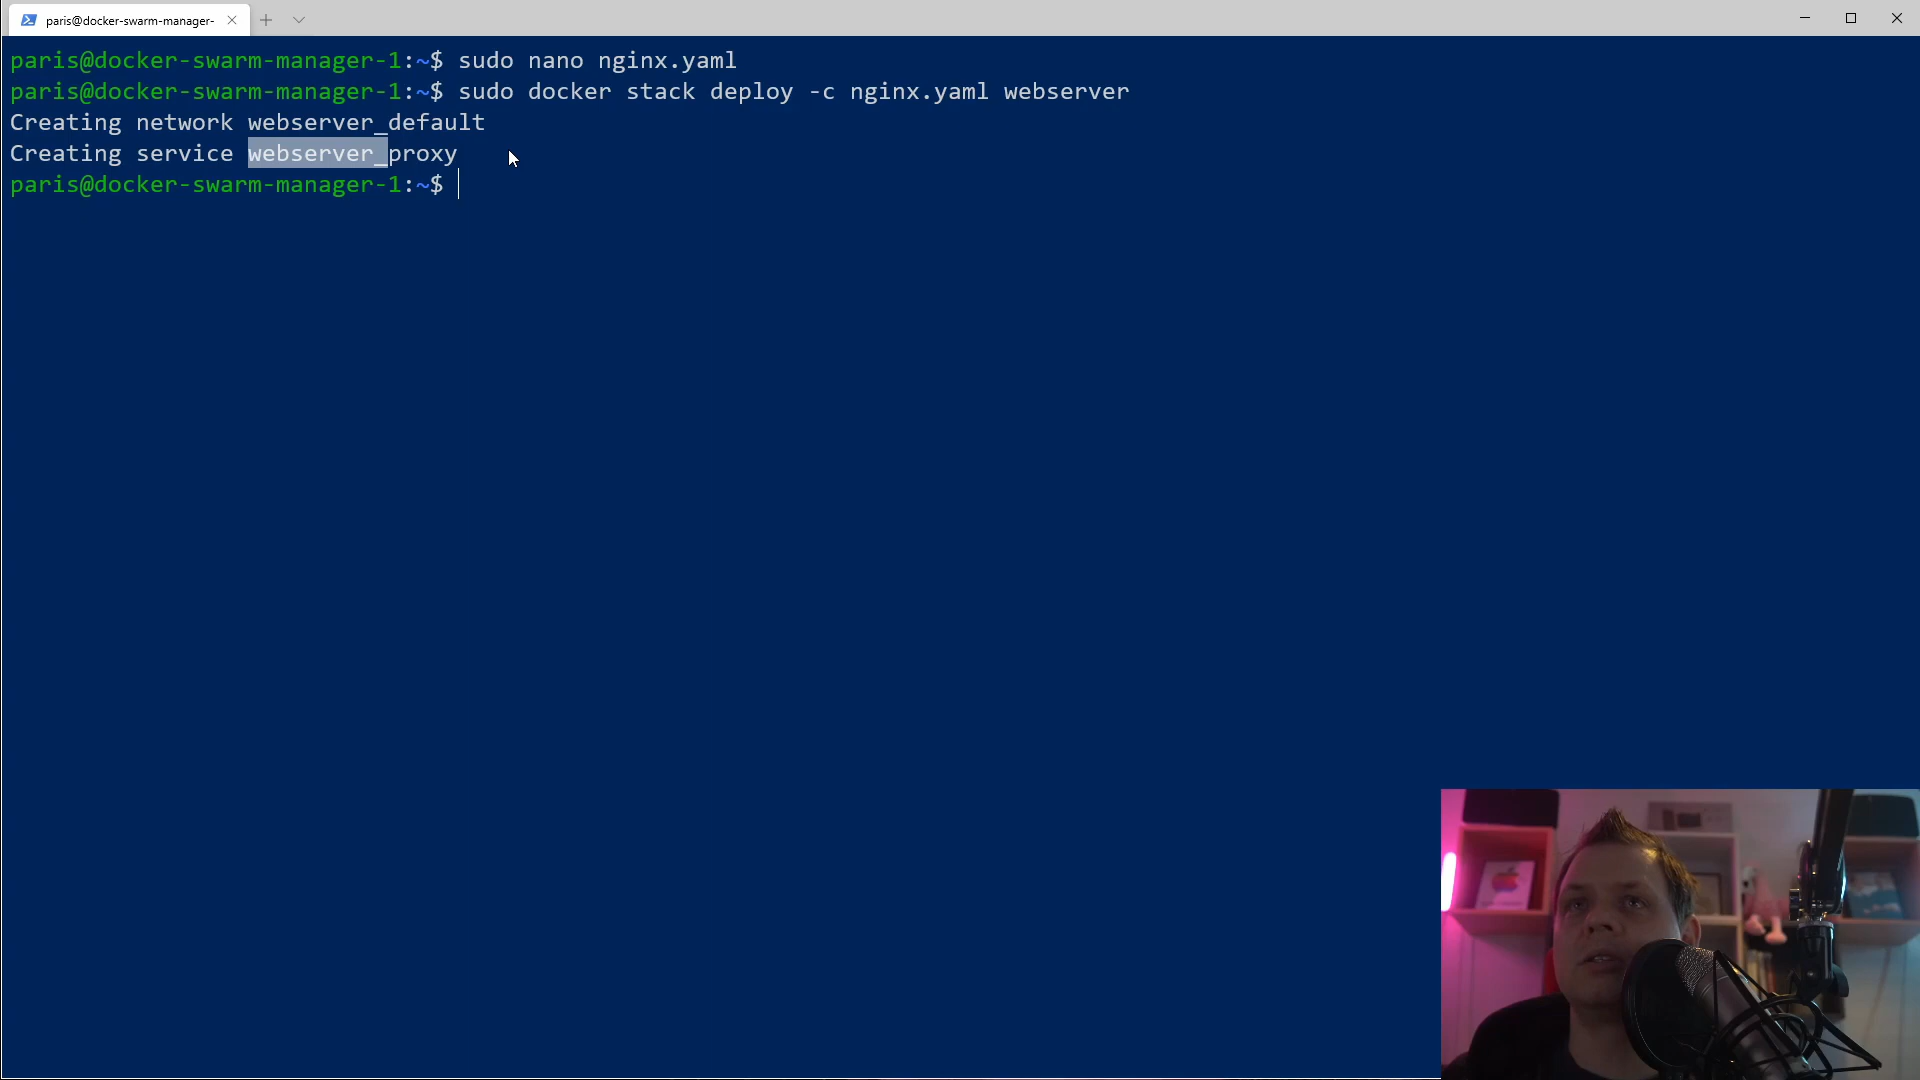 paris@docker-swarm-manager-
paris@docker-swarm-manager-1:~$ sudo nano nginx.yaml
paris@docker-swarm-manager-1:~$ sudo docker stack deploy -c nginx.yaml webserver
Creating network webserver_default
Creating service webserver_proxy
paris@docker-swarm-manager-1:~$